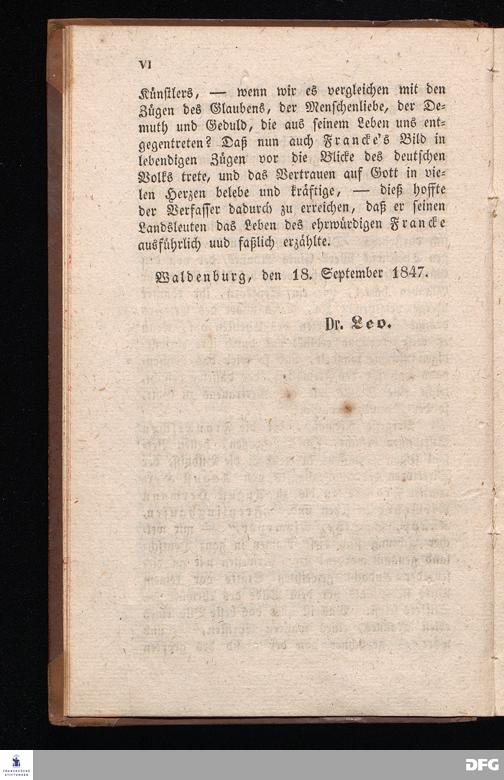 VI
Künstlers, — wenn wir es vergleichen mit den
Zügen des Glaubens, der Menschenliebe, der De-
muth und Geduld, die aus seinem Leben uns ent-
gegentreten? Daß nun auch Francke's Bild in
lebendigen Zügen vor die Blicke des deutschen
Volks trete, und das Vertrauen auf Gott in vie-
len Herzen belebe und kräftige, — dieß hoffte
der Verfasser dadurch zu erreichen, daß er seinen
Landsleuten das Leben des ehrwürdigen Francke
ausführlich uud faßlich erzählte.
Waldenburg, den 18. September 1847.
Dr. Leo.
FRANCKESCHE
STIFTUNGEN
DFG